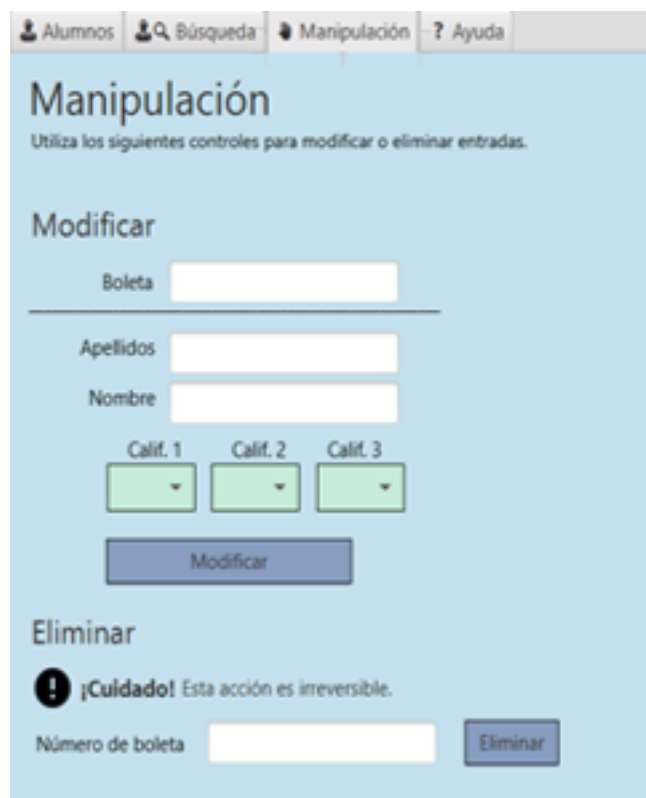 Alumnos Búsqueda Manipulación ? Ayuda
Manipulación
Utiliza los siguientes controles para modificar o eliminar entradas.
Modificar
Boleta
Apellidos
Nombre
Calif. 1 Calif. 2 Calif. 3
Modificar
Eliminar
¡Cuidado! Esta acción es irreversible.
Número de boleta Eliminar